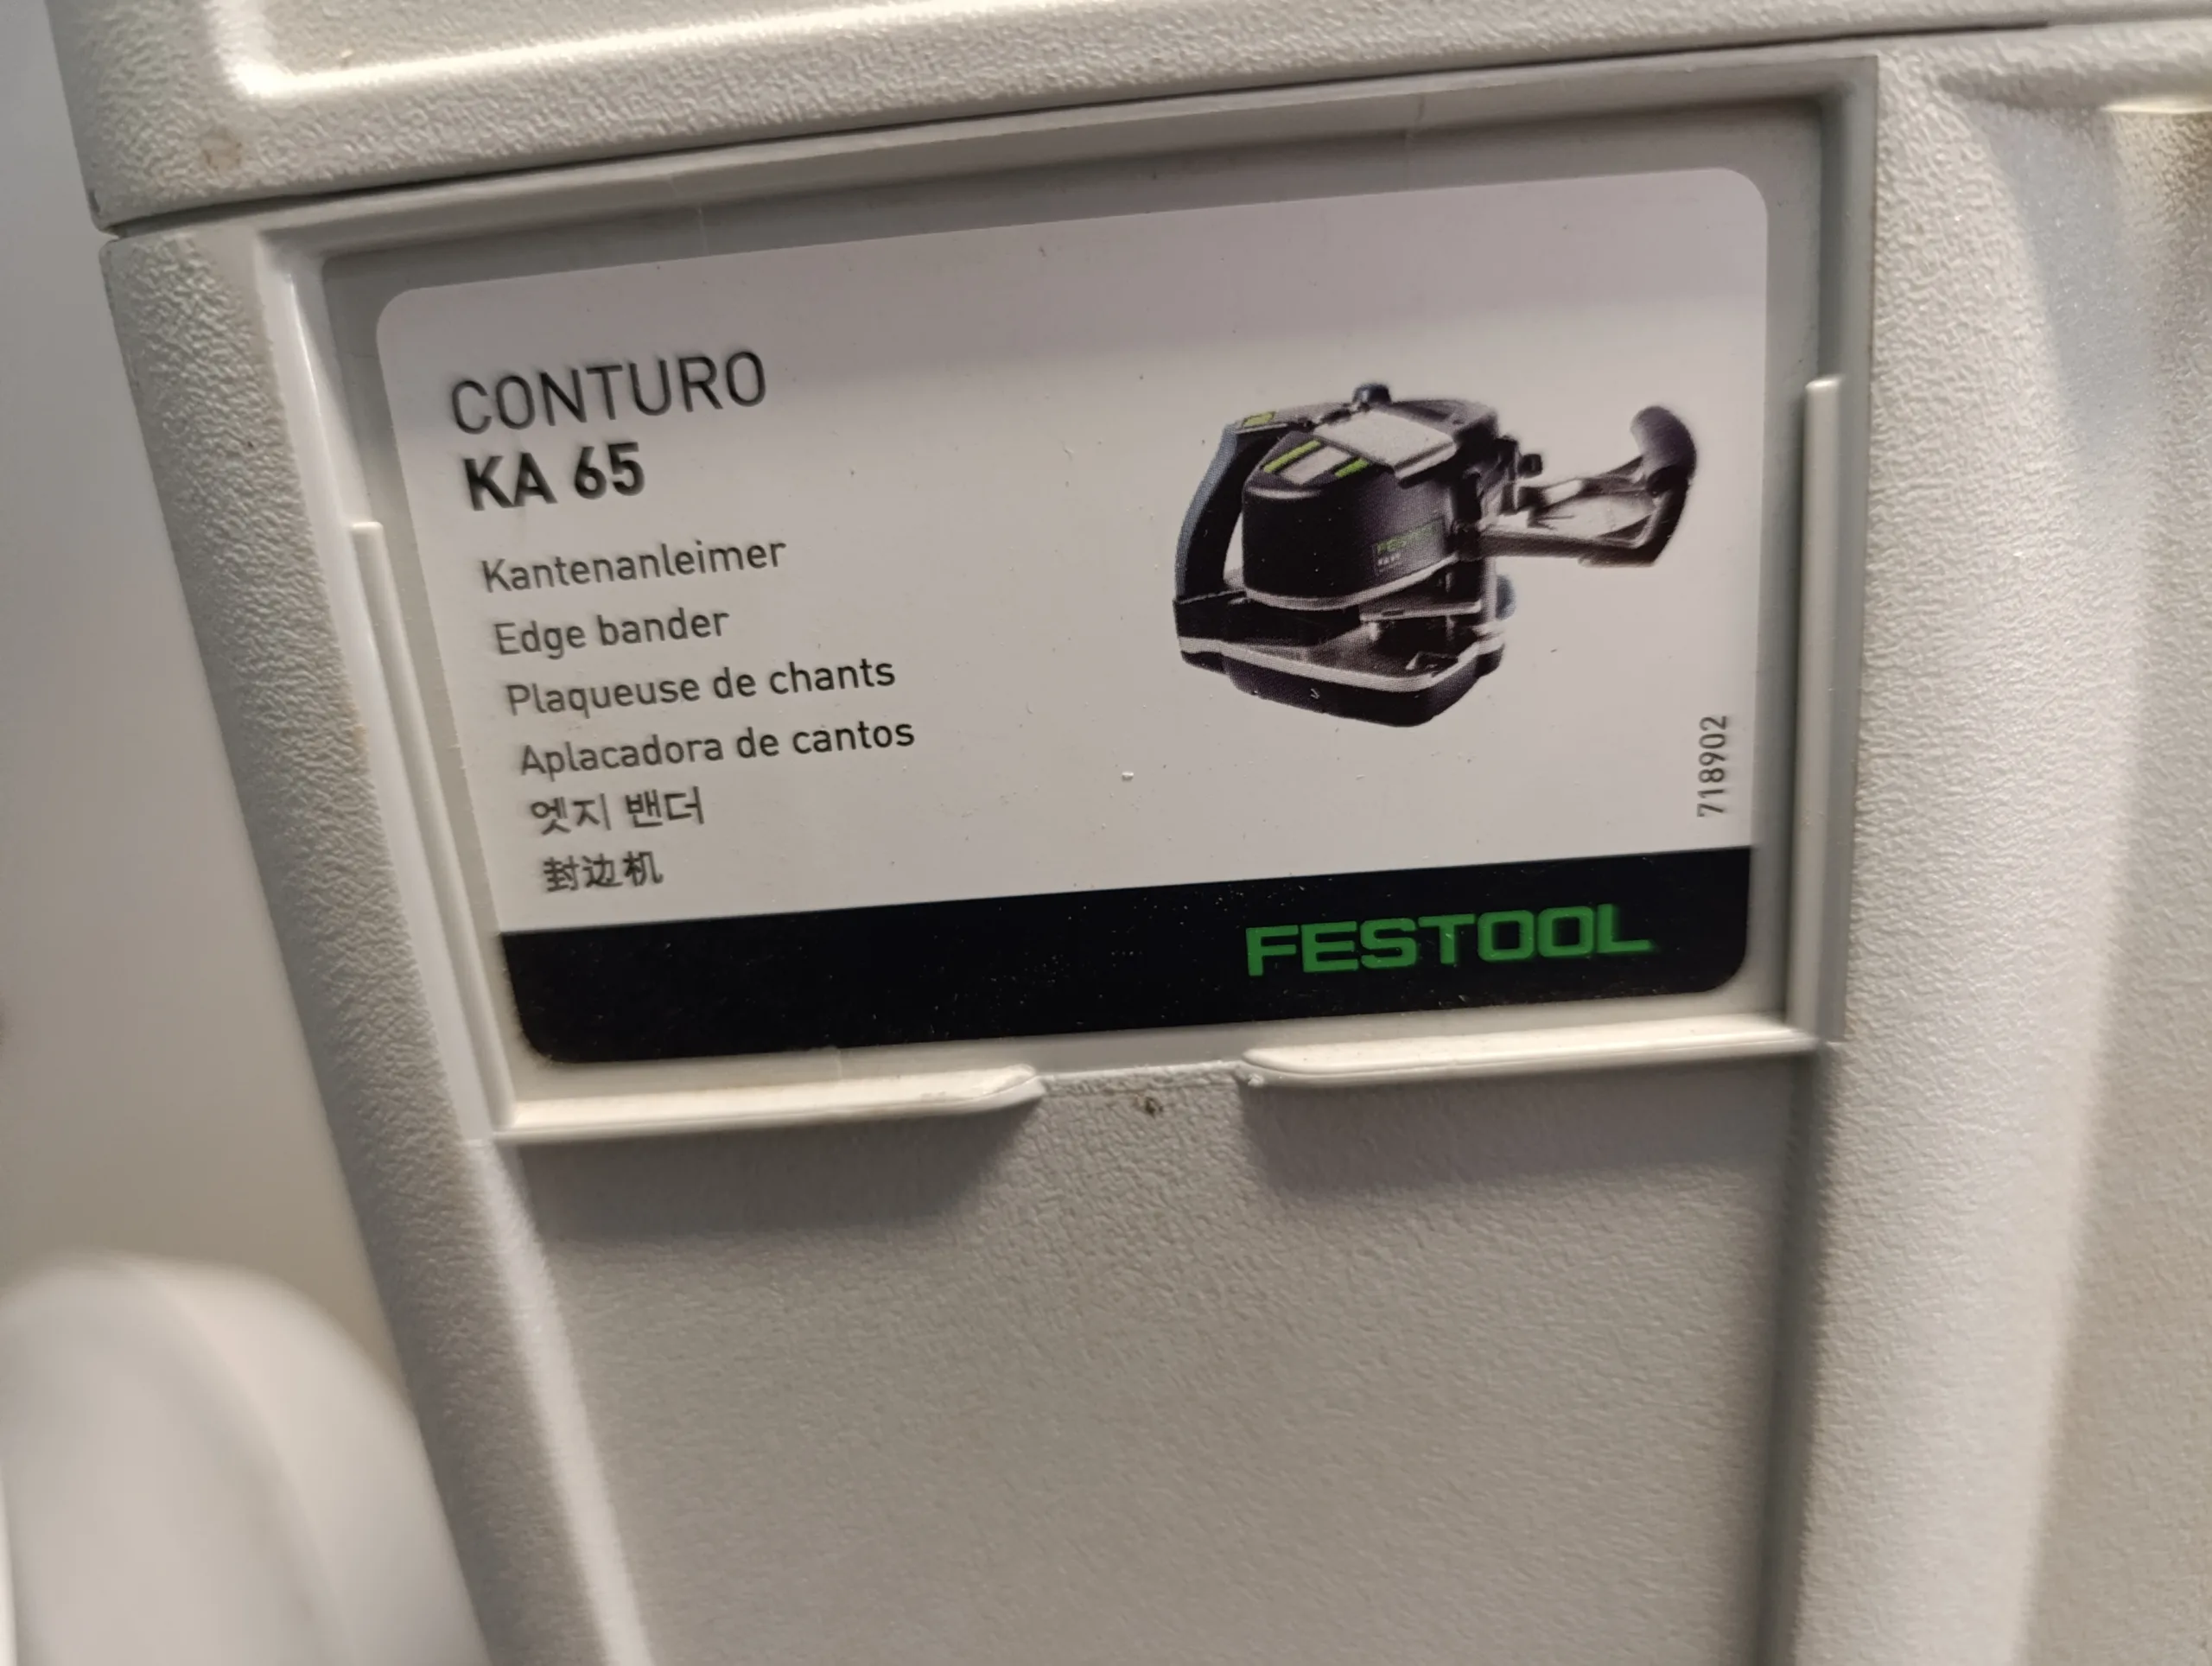 CONTURO
KA 65
Kantenanleimer
Edge bander
Plaqueuse de chants
Aplacadora de cantos
엣지 밴더
封边机
718902
FESTOOL